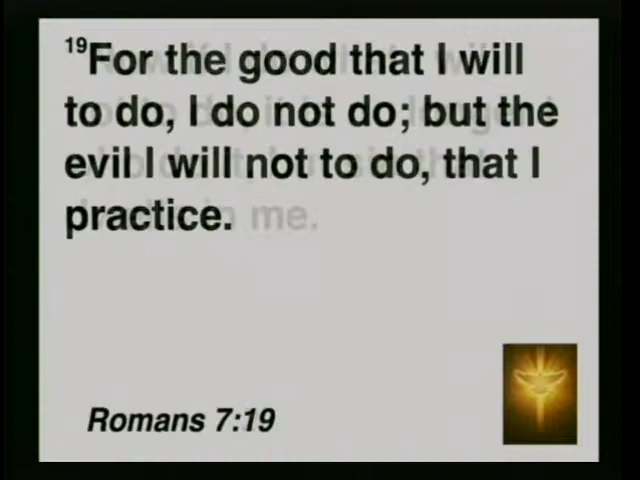 19For the good that I will
to do, I do not do; but the
evil I will not to do, that I
practice.
me.
Romans 7:19